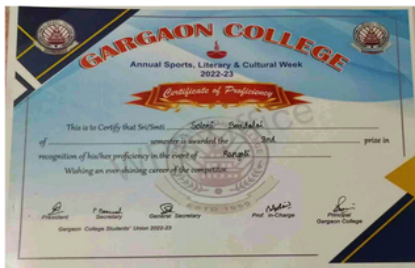 GARGAON COLLEGE
Annual Sports, Literary & Cultural Week
2022-23
Certificate of Proficiency
This is to Certify that Sri/Smti
of semester is awarded the 3rd prize in
recognition of his/her proficiency in the event of Rangoli
Wishing an ever-shining career of the competitor.
President Secretary General Secretary Prof. in-Charge Principal
Gargaon College
Gargaon College Students' Union 2022-23
ESTD 1959